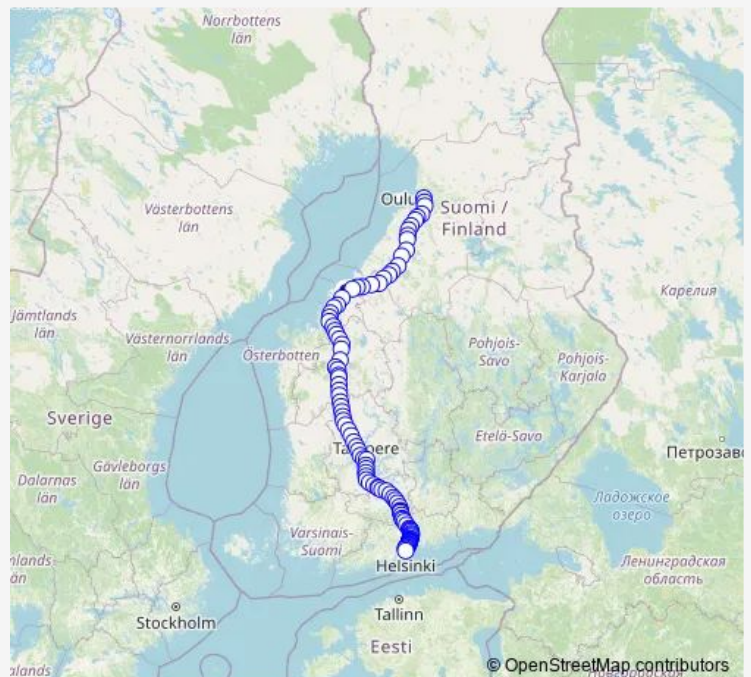 Norrbottens
län
Oulu
Suomi /
Finland
Västerbottens
län
Карелия
Jämtlands
län
Västernorrlands
län
Österbotten
Pohjois-
Savo
Pohjois-
Karjala
Sverige
Etelä-Savo
Gävleborgs
län
Dalarnas
län
Ладожское
озеро
Varsinais-
Suomi
Helsinki
Ленинградская
область
Stockholm
Tallinn
Eesti
© OpenStreetMap contributors